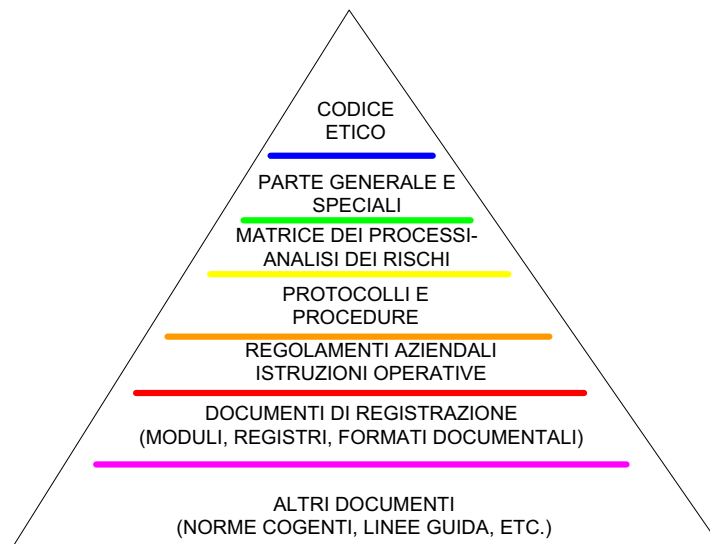 CODICE
ETICO
PARTE GENERALE E
SPECIALI
MATRICE DEI PROCESSI-
ANALISI DEI RISCHI
PROTOCOLLI E
PROCEDURE
REGOLAMENTI AZIENDALI
ISTRUZIONI OPERATIVE
DOCUMENTI DI REGISTRAZIONE
(MODULI, REGISTRI, FORMATI DOCUMENTALI)
ALTRI DOCUMENTI
(NORME COGENTI, LINEE GUIDA, ETC.)